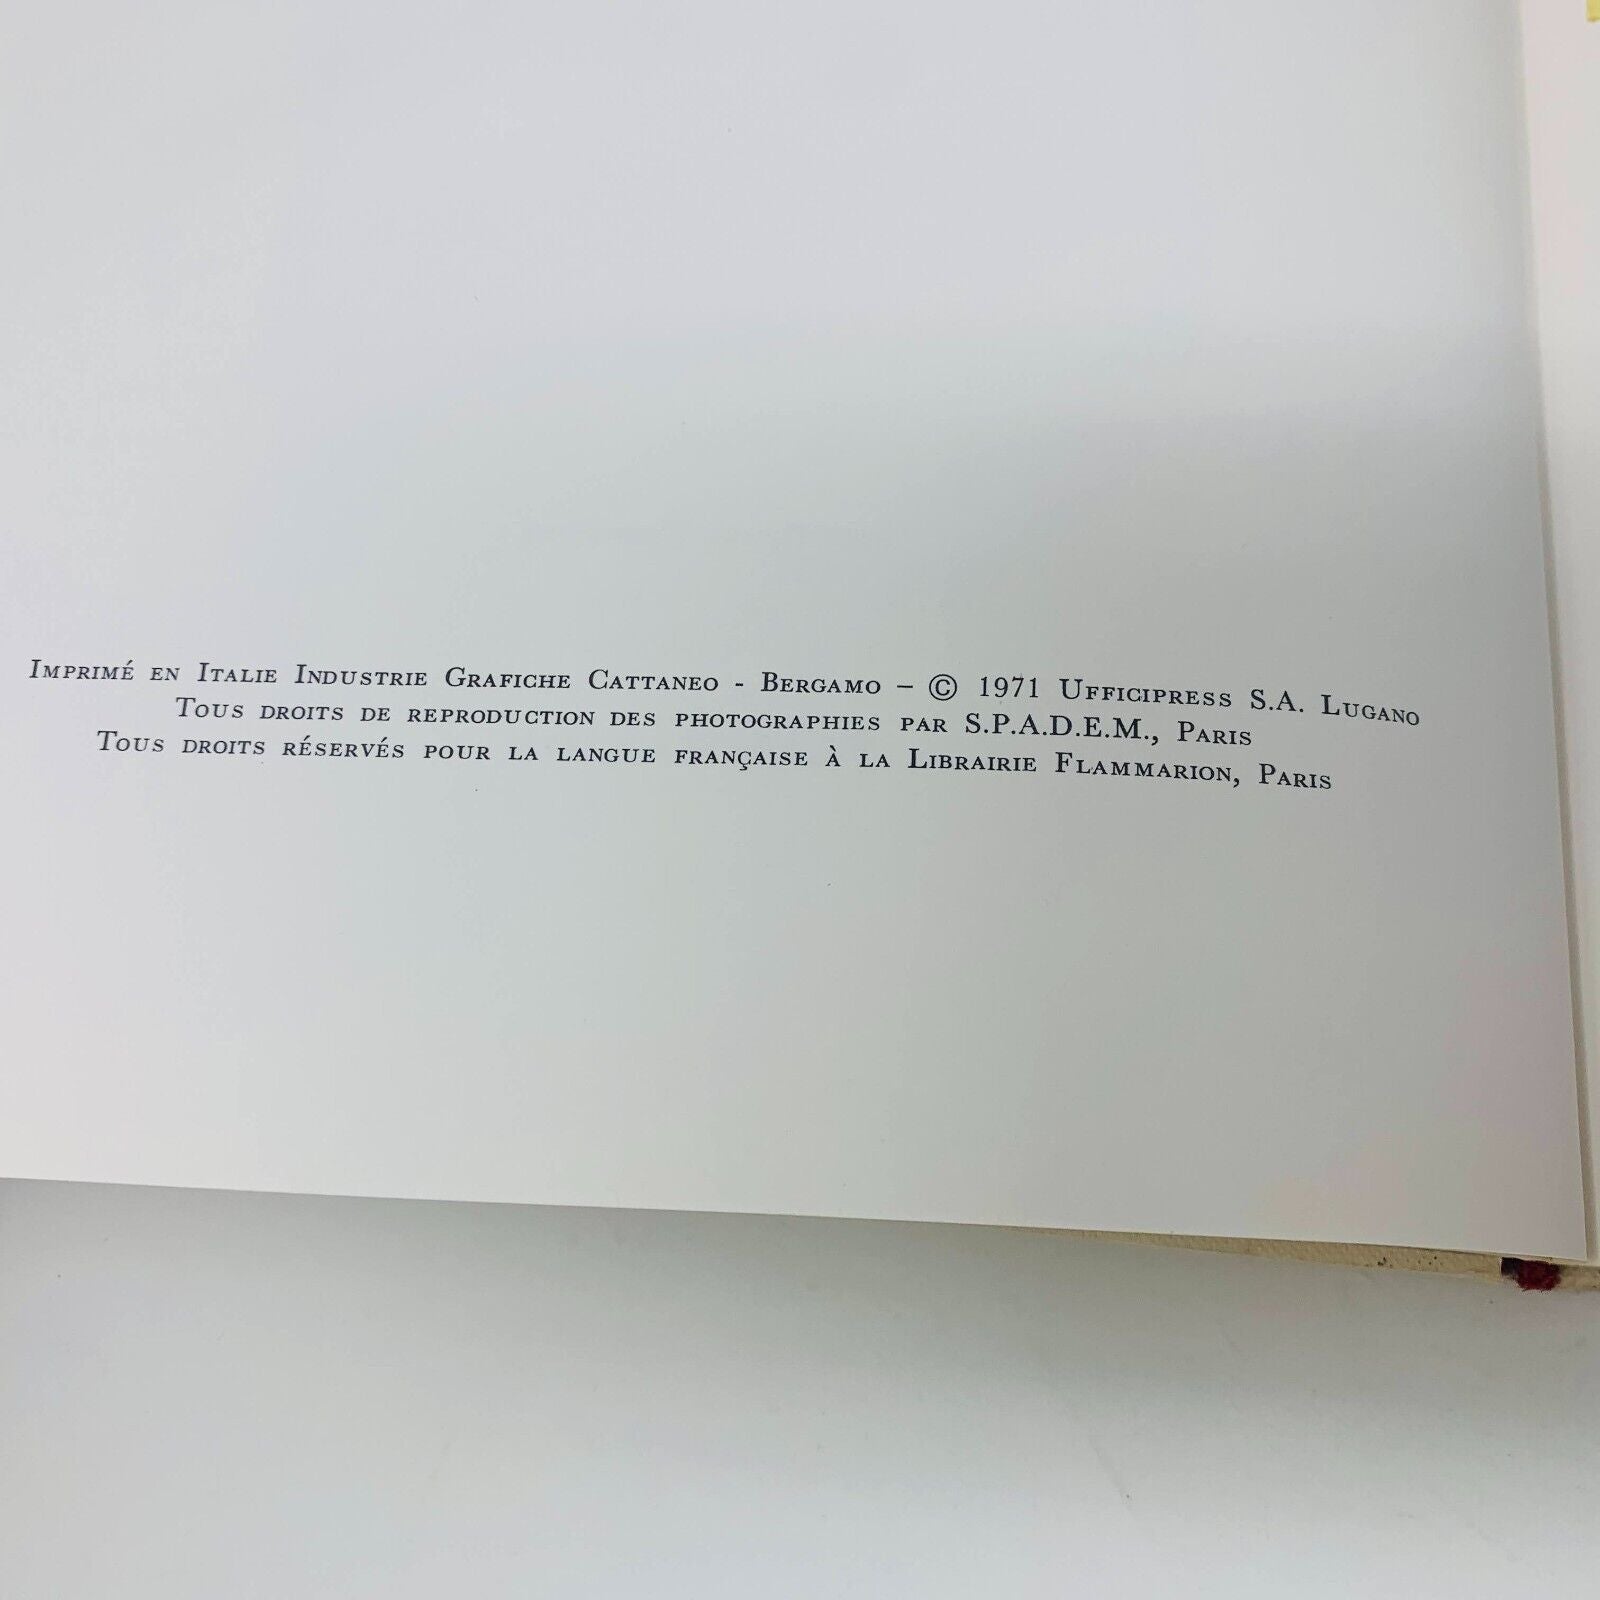 Imprimé en Italie Industrie Grafiche Cattaneo - Bergamo – © 1971 Ufficipress S.A. Lugano
Tous droits de reproduction des photographies par S.P.A.D.E.M., Paris
Tous droits réservés pour la langue française à la Librairie Flammarion, Paris